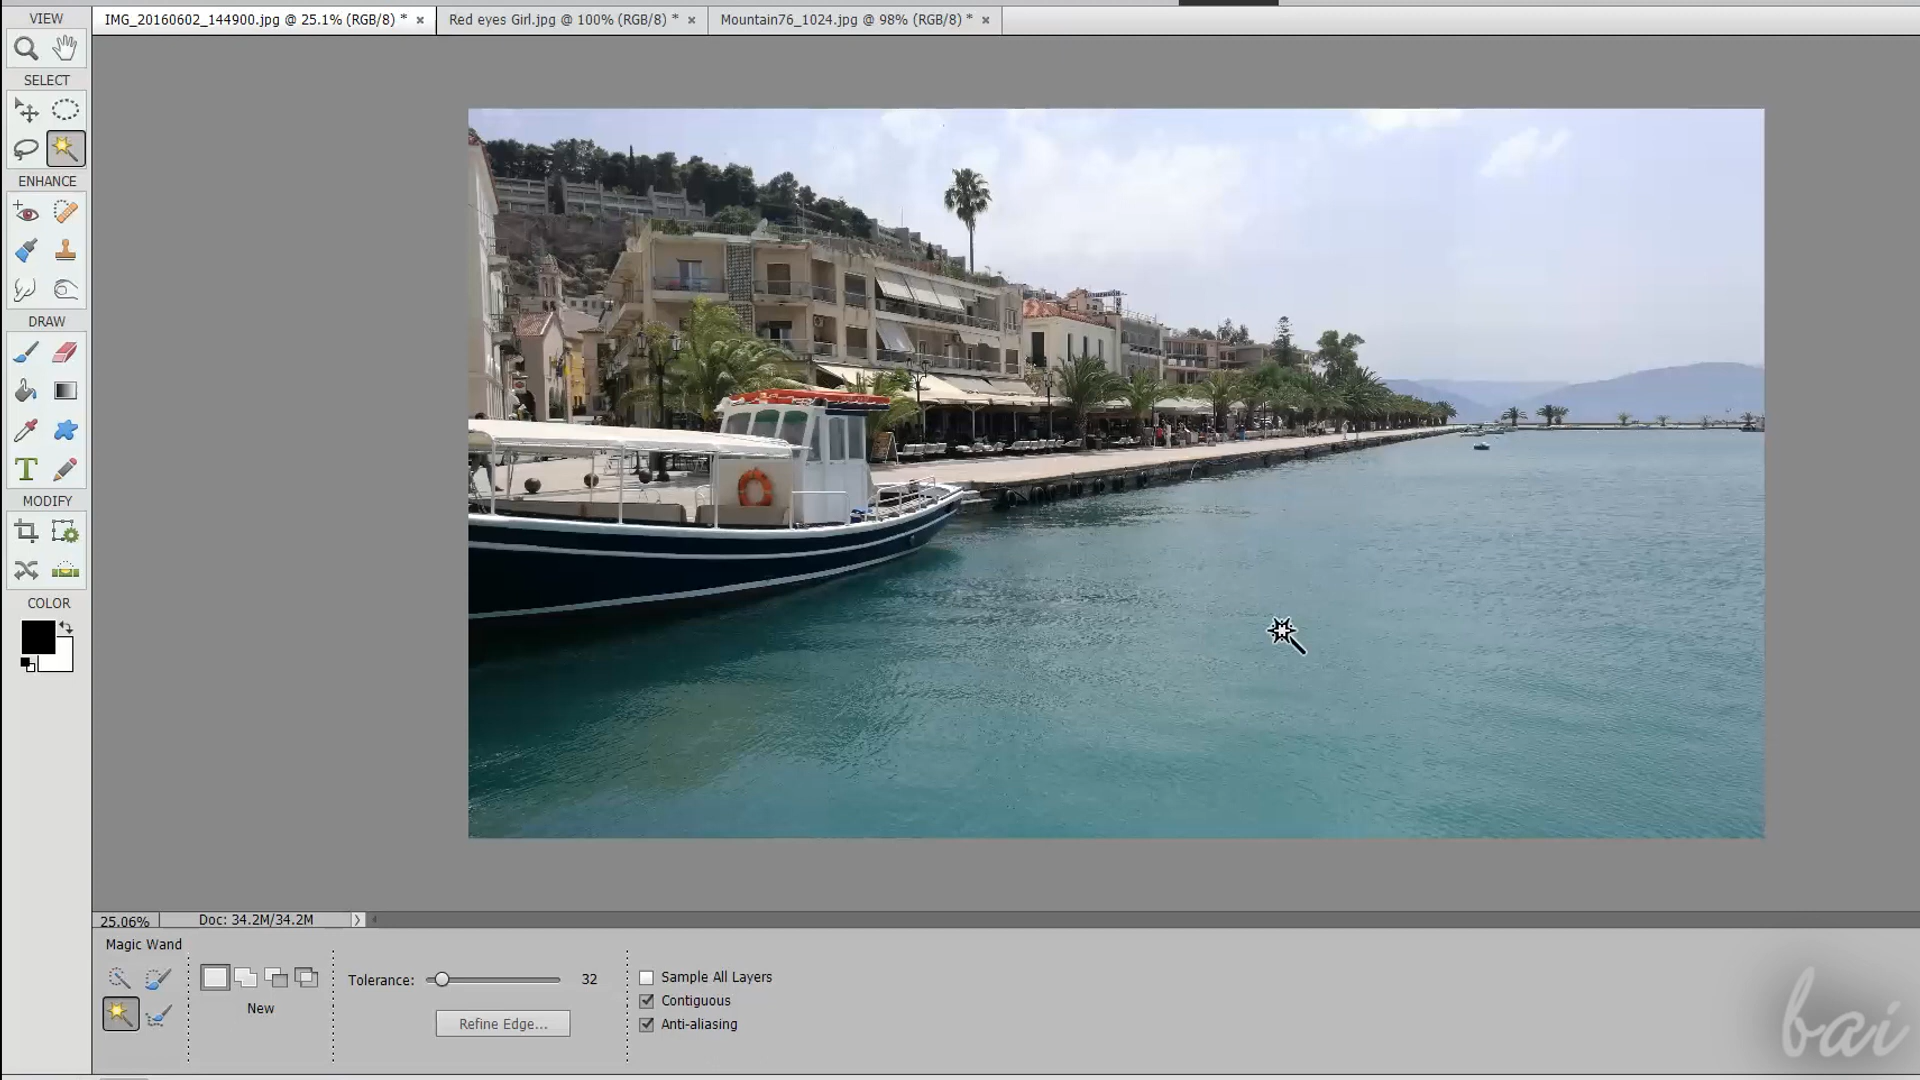 VIEW
IMG_20160602_144900.jpg @ 25.1% (RGB/8) * ×
Red eyes Girl.jpg @ 100% (RGB/8) * ×
Mountain76_1024.jpg @ 98% (RGB/8) * ×
SELECT
ENHANCE
DRAW
T
MODIFY
COLOR
25.06%
Doc: 34.2M/34.2M
Magic Wand
New
Tolerance:
32
Refine Edge...
Sample All Layers
Contiguous
Anti-aliasing
bai